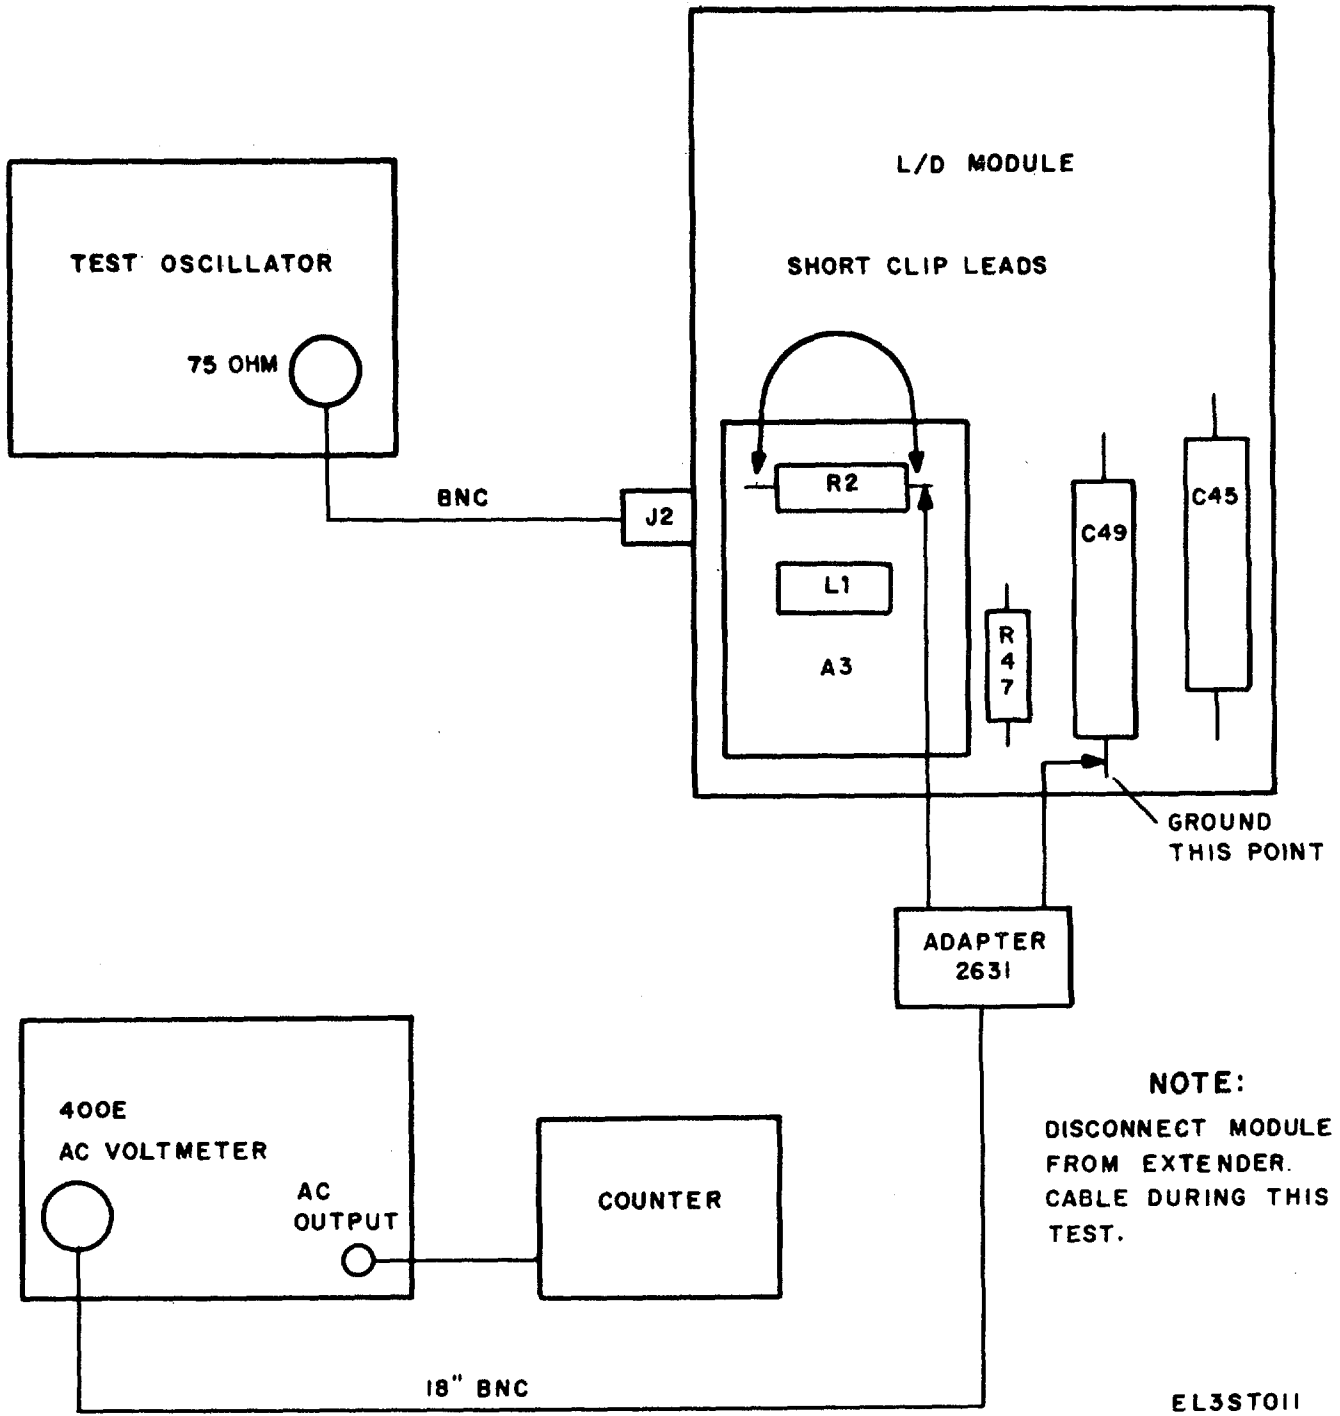 L/D MODULE
SHORT CLIP LEADS
TEST OSCILLATOR
75 OHM
BNC
J2
R2
L1
A3
R
4
7
C49
C45
GROUND
THIS POINT
ADAPTER
2631
400E
AC VOLTMETER
AC
OUTPUT
COUNTER
NOTE:
DISCONNECT MODULE
FROM EXTENDER.
CABLE DURING THIS
TEST.
18" BNC
EL3ST011